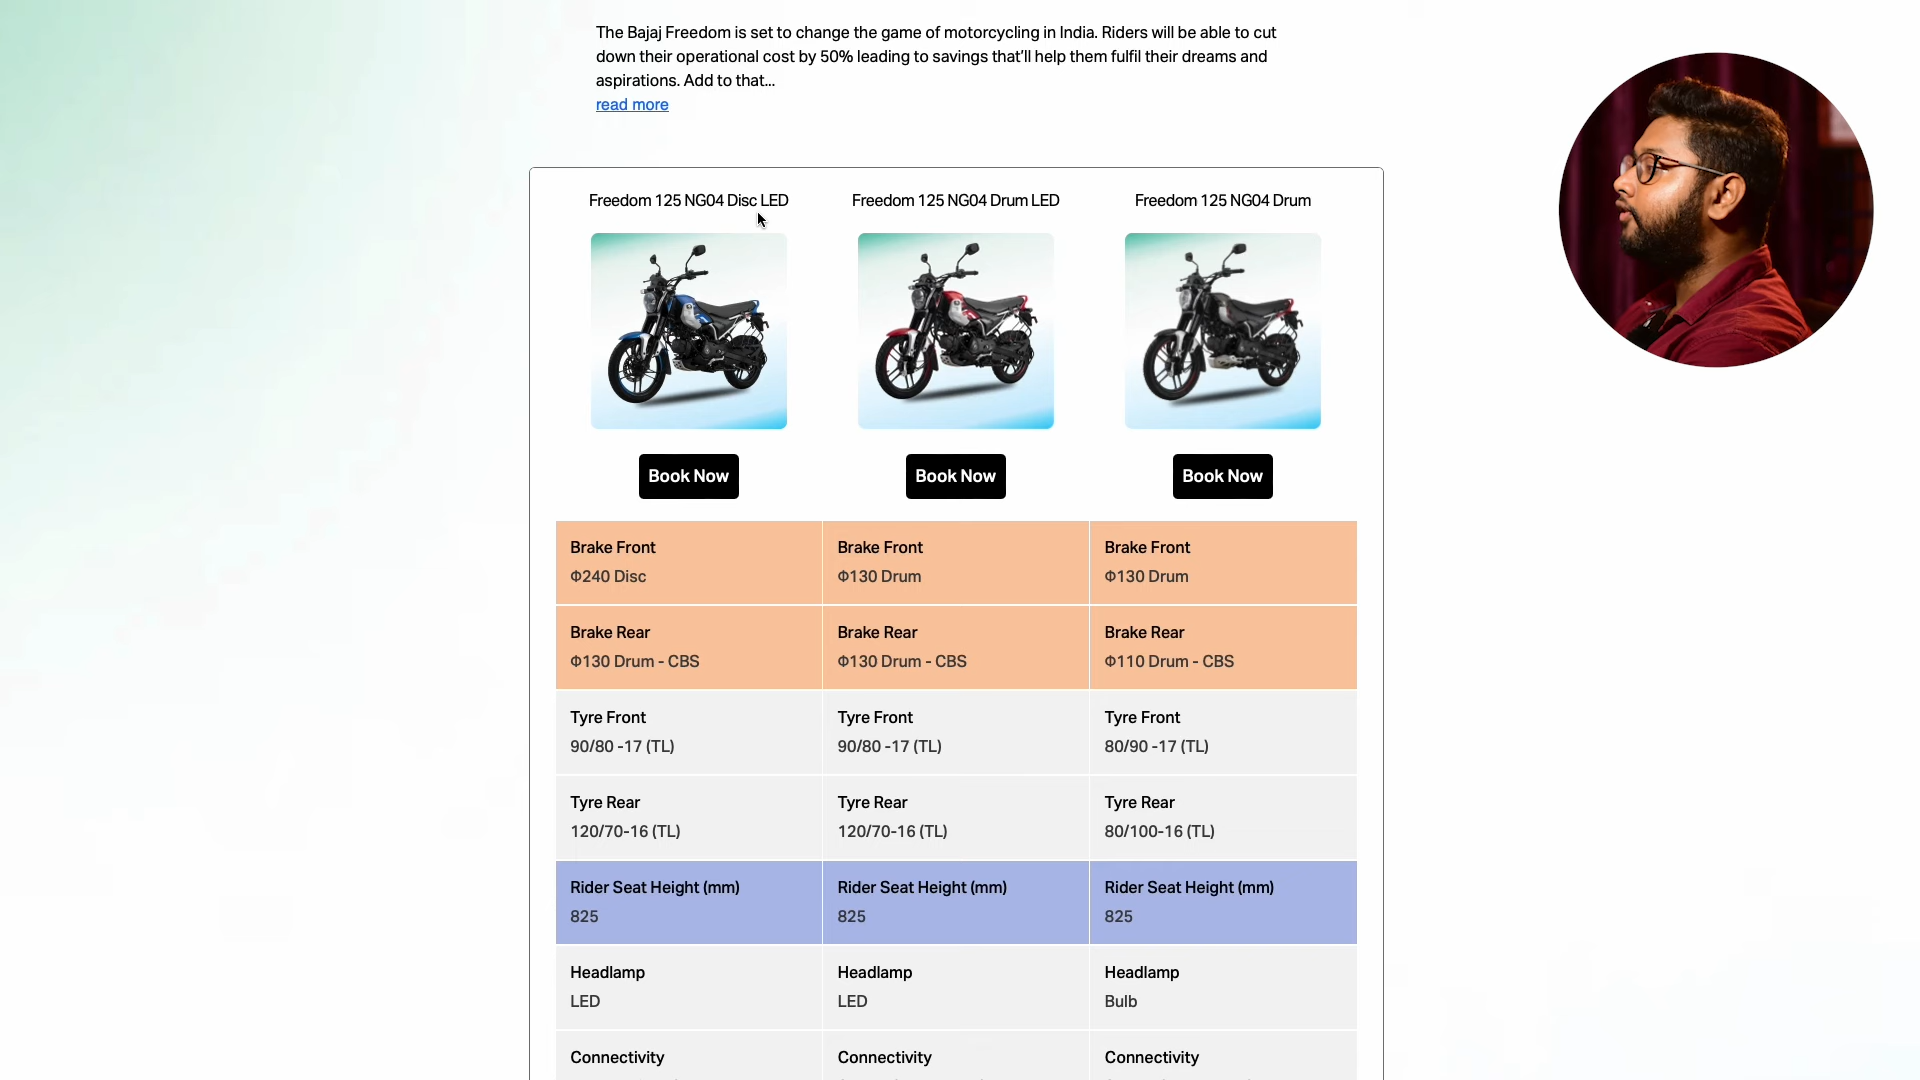 The Bajaj Freedom is set to change the game of motorcycling in India. Riders will be able to cut
down their operational cost by 50% leading to savings that'll help them fulfil their dreams and
aspirations. Add to that...
read more
Freedom 125 NG04 Disc LED
Freedom 125 NG04 Drum LED
Freedom 125 NG04 Drum
Book Now
Book Now
Book Now
Brake Front
Brake Front
Brake Front
Φ240 Disc
Φ130 Drum
Φ130 Drum
Brake Rear
Brake Rear
Brake Rear
Φ130 Drum - CBS
Φ130 Drum - CBS
Φ110 Drum - CBS
Tyre Front
Tyre Front
Tyre Front
90/80 -17 (TL)
90/80 -17 (TL)
80/90 -17 (TL)
Tyre Rear
Tyre Rear
Tyre Rear
120/70-16 (TL)
120/70-16 (TL)
80/100-16 (TL)
Rider Seat Height (mm)
Rider Seat Height (mm)
Rider Seat Height (mm)
825
825
825
Headlamp
Headlamp
Headlamp
LED
LED
Bulb
Connectivity
Connectivity
Connectivity